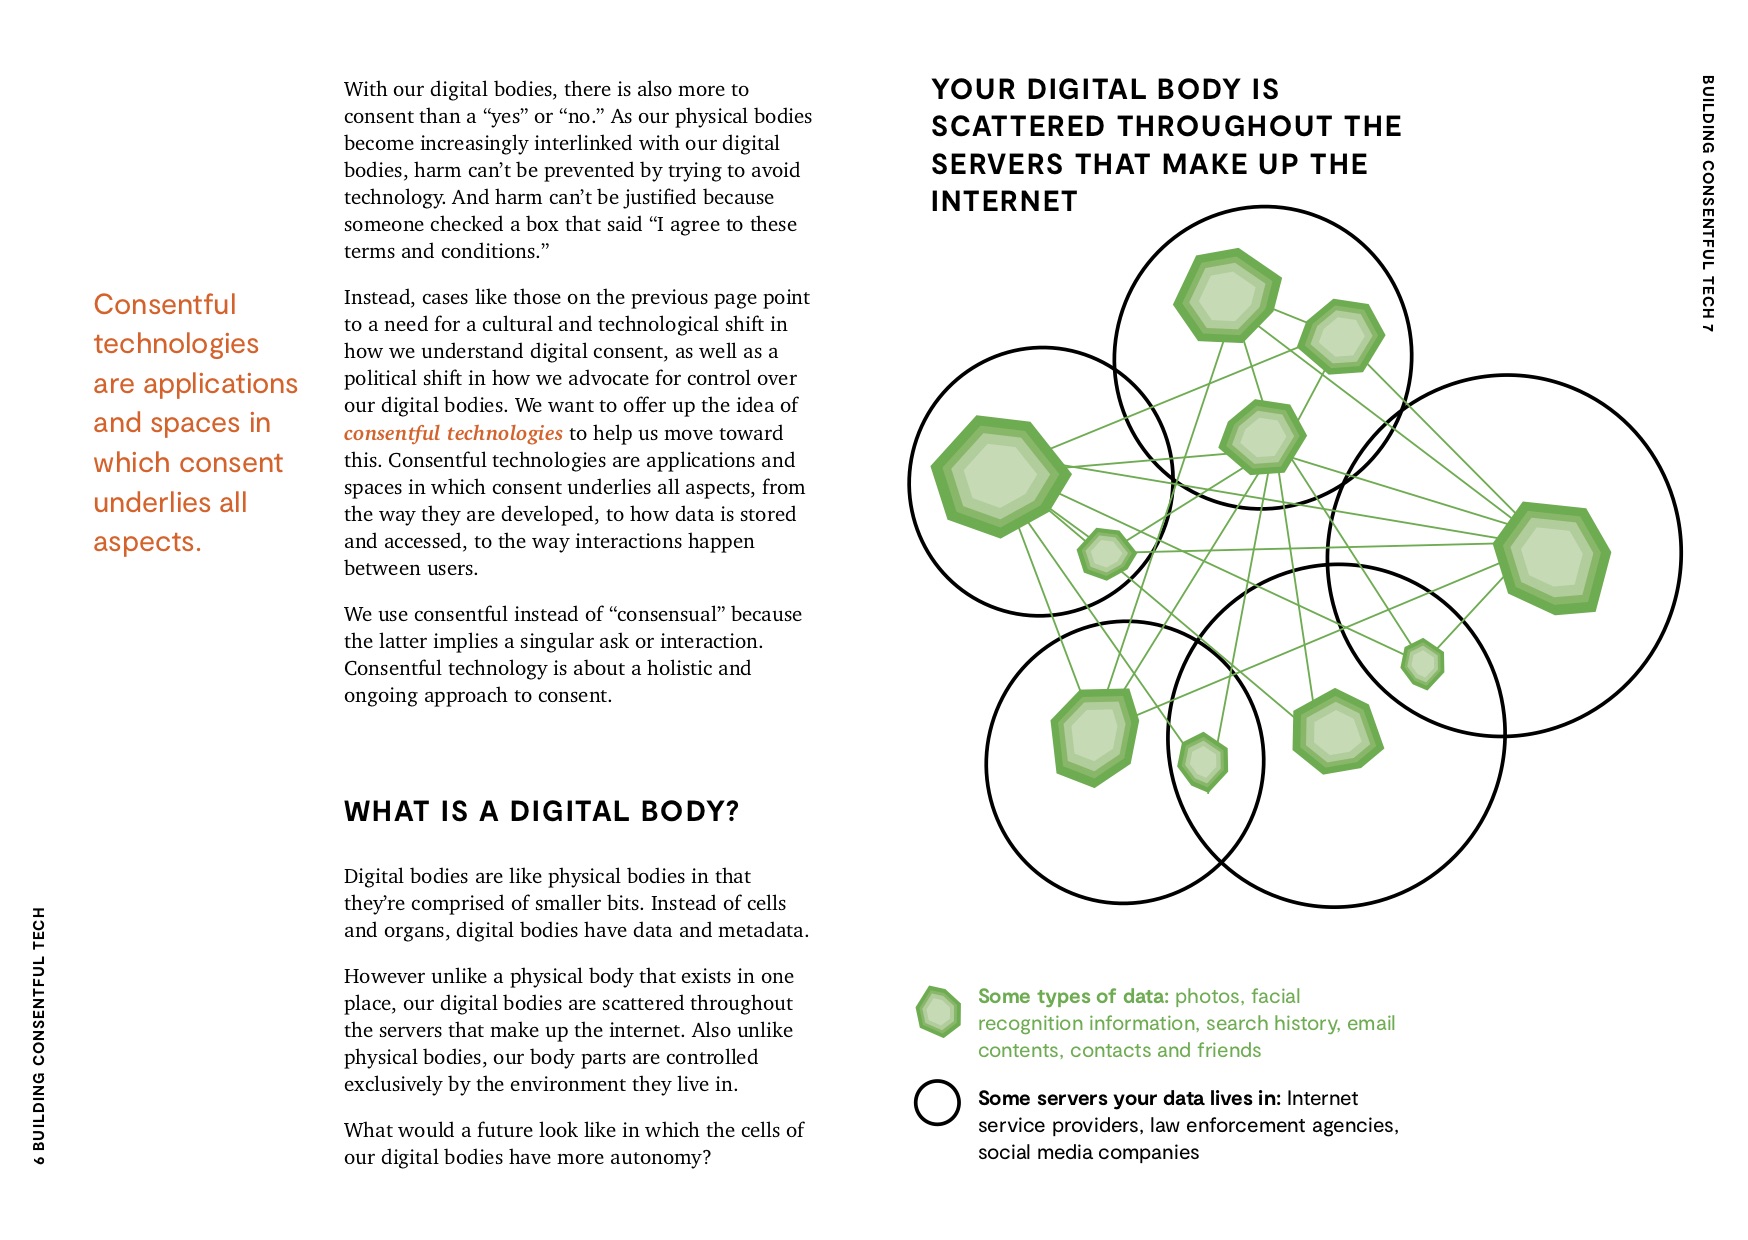 With our digital bodies, there is also more to
consent than a “yes” or “no.” As our physical bodies
become increasingly interlinked with our digital
bodies, harm can’t be prevented by trying to avoid
technology. And harm can’t be justified because
someone checked a box that said “I agree to these
terms and conditions.”
Consentful
technologies
are applications
and spaces in
which consent
underlies all
aspects.
Instead, cases like those on the previous page point
to a need for a cultural and technological shift in
how we understand digital consent, as well as a
political shift in how we advocate for control over
our digital bodies. We want to offer up the idea of
consentful technologies to help us move toward
this. Consentful technologies are applications and
spaces in which consent underlies all aspects, from
the way they are developed, to how data is stored
and accessed, to the way interactions happen
between users.
We use consentful instead of “consensual” because
the latter implies a singular ask or interaction.
Consentful technology is about a holistic and
ongoing approach to consent.
WHAT IS A DIGITAL BODY?
Digital bodies are like physical bodies in that
they’re comprised of smaller bits. Instead of cells
and organs, digital bodies have data and metadata.
However unlike a physical body that exists in one
place, our digital bodies are scattered throughout
the servers that make up the internet. Also unlike
physical bodies, our body parts are controlled
exclusively by the environment they live in.
What would a future look like in which the cells of
our digital bodies have more autonomy?
6 BUILDING CONSENTFUL TECH
YOUR DIGITAL BODY IS
SCATTERED THROUGHOUT THE
SERVERS THAT MAKE UP THE
INTERNET
Some types of data: photos, facial
recognition information, search history, email
contents, contacts and friends
Some servers your data lives in: Internet
service providers, law enforcement agencies,
social media companies
BUILDING CONSENTFUL TECH 7